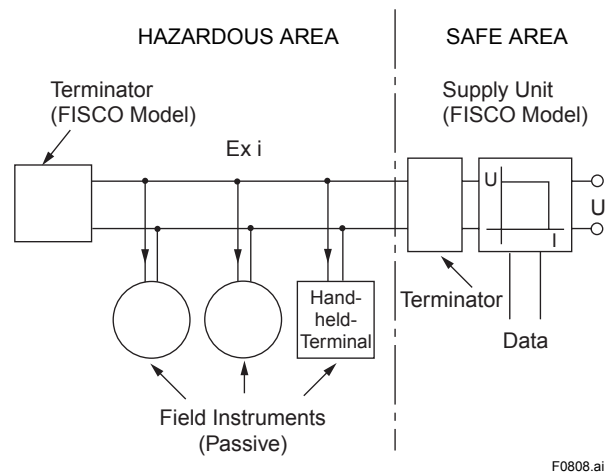 HAZARDOUS AREA
SAFE AREA
Terminator
(FISCO Model)
Supply Unit
(FISCO Model)
Ex i
U
I
U
Hand-
held-
Terminal
Terminator
Data
Field Instruments
(Passive)
F0808.ai